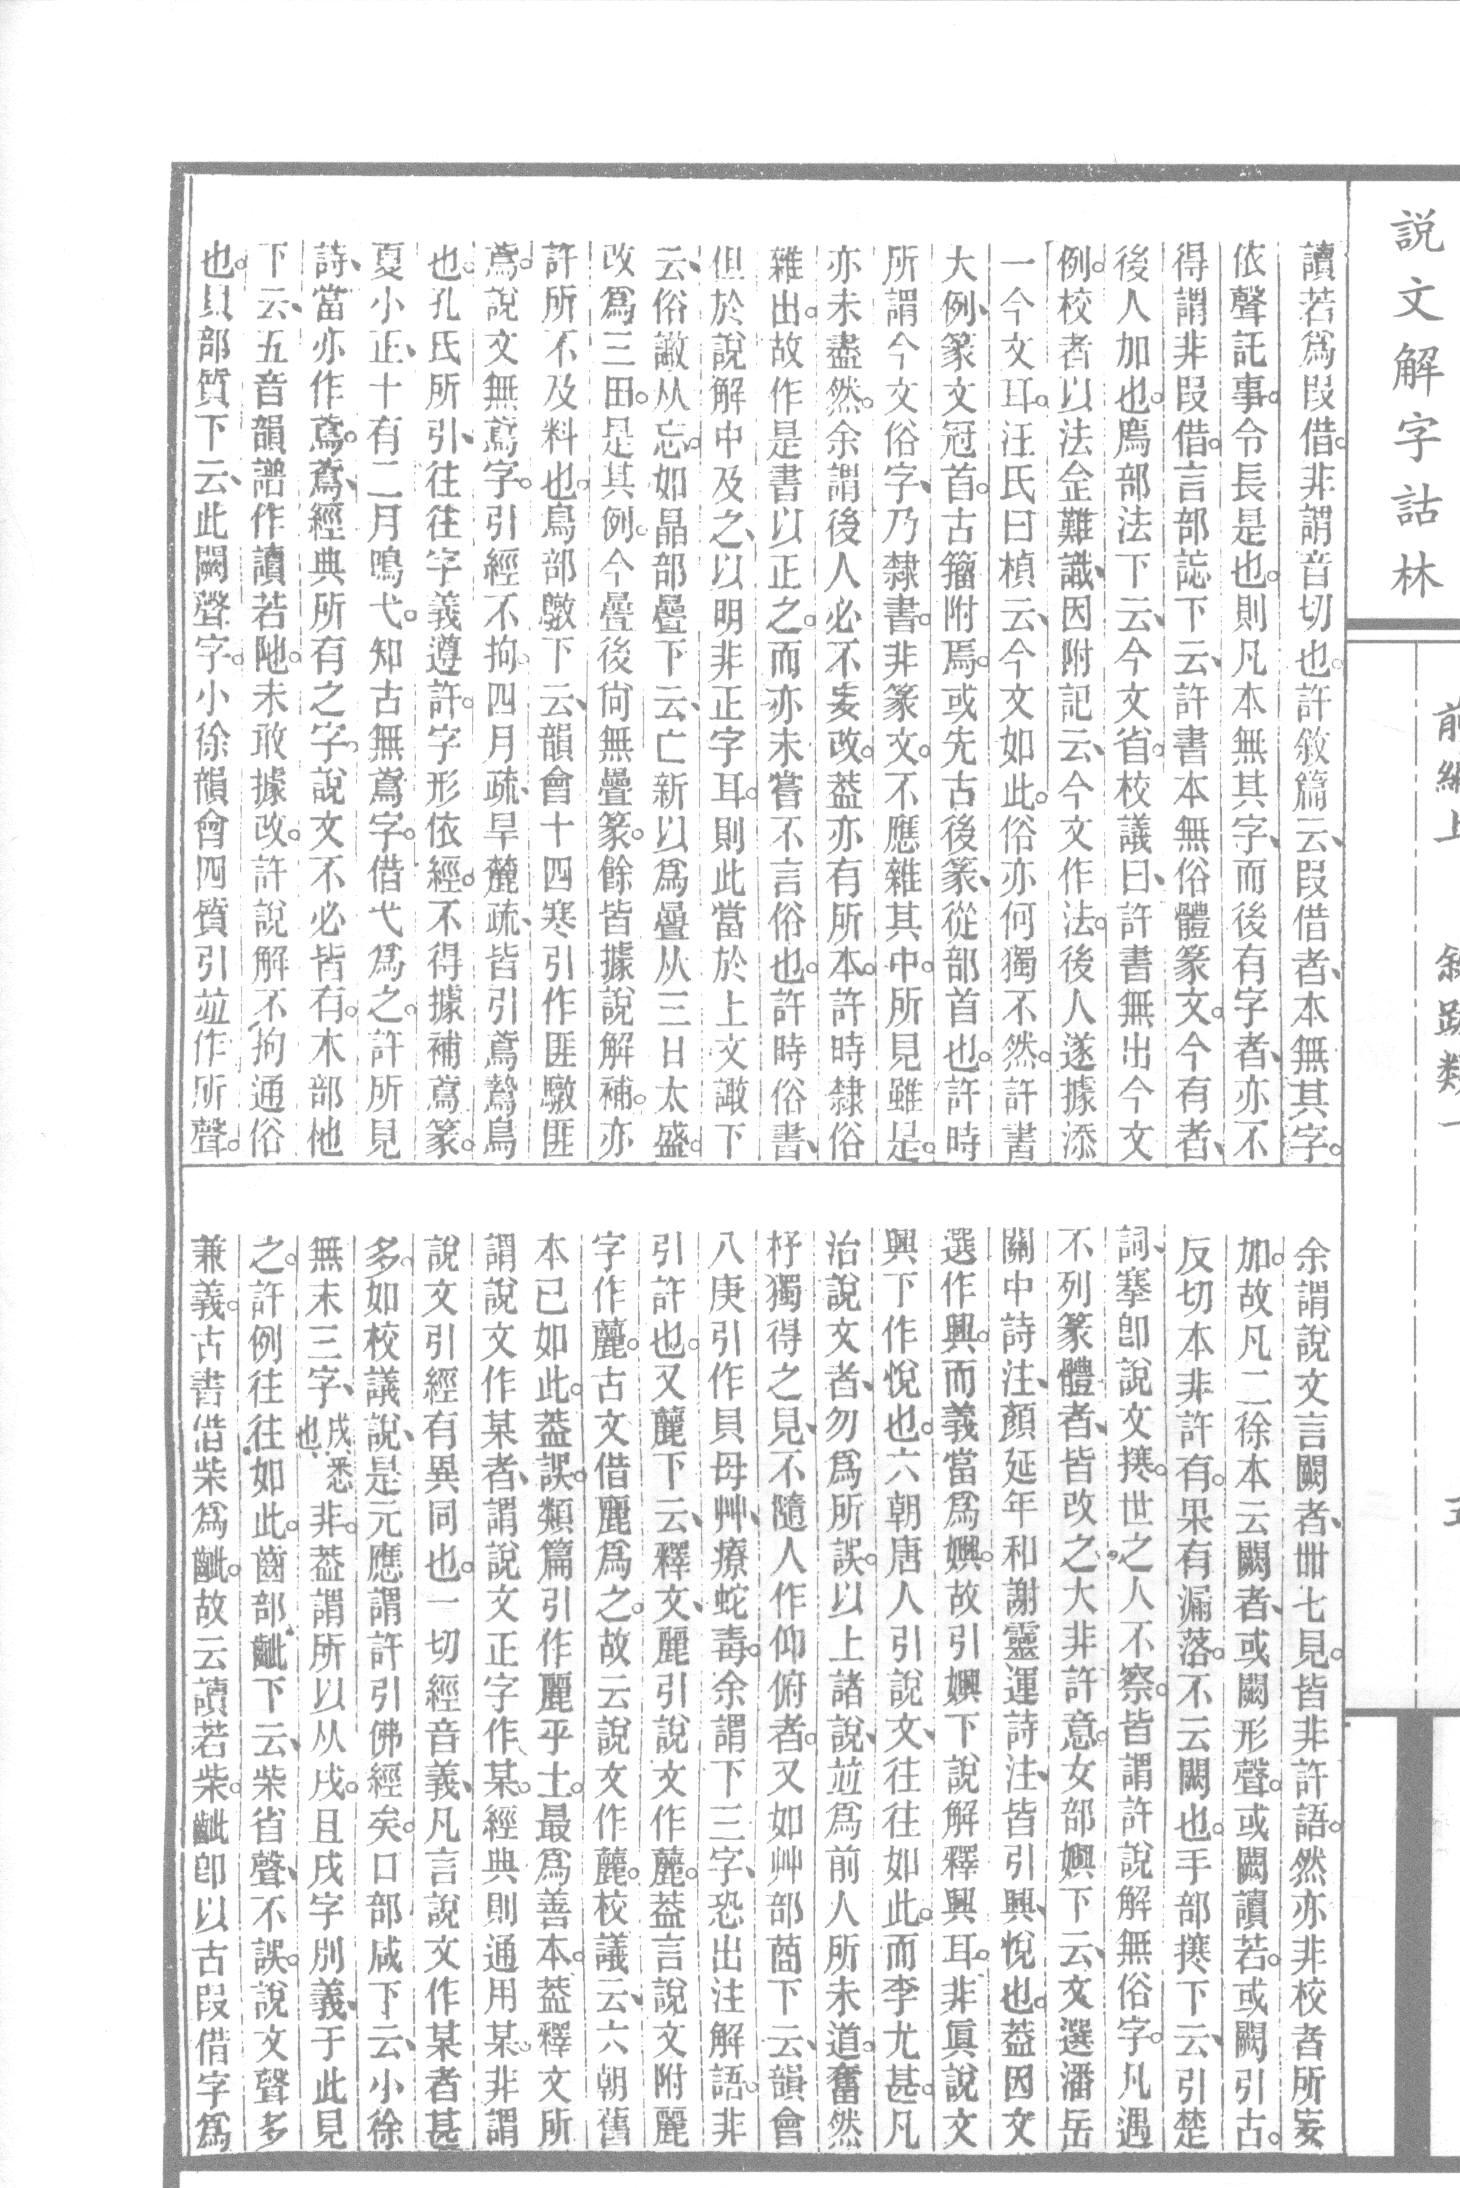 說文解字詁林
前編上
敘跋類一
五
讀若爲叚借。非謂音切也。許敘篇云、叚借者、本無其字。
依聲託事。令長是也。則凡本無其字、而後有字者、亦不
得謂非叚借。言部誌下云、許書本無俗體篆文。今有者、
後人加也。廌部法下云、今文省。校議曰、許書無出今文
例。校者以法企難識、因附記云、今文作法。後人遂據添
一今文耳。汪氏曰楨云、今文如此。俗亦何獨不然。許書
大例、篆文冠首。古籀附焉。或先古後篆、從部首也。許時
所謂今文俗字、乃隸書。非篆文。不應雜其中。所見雖是。
亦未盡然。余謂後人必不妄改。葢亦有所本。許時隸俗
雜出。故作是書以正之。而亦未嘗不言俗也。許時俗書、
但於說解中及之、以明非正字耳。則此當於上文諏下
云、俗譀从忘。如晶部疊下云、亡新以爲疊从三日太盛。
改爲三田。是其例。今疊後尙無疊篆。餘皆據說解補。亦
許所不及料也。鳥部鷻下云、韻會十四寒引作匪鷻匪
鳶。說文無鳶字。引經不拘。四月疏、旱麓疏、皆引鳶鷙鳥
也。孔氏所引、往往字義遵許。字形依經。不得據補鳶篆。
夏小正、十有二月鳴弋。知古無鳶字。借弋爲之。許所見
詩、當亦作鳶。鳶、經典所有之字。說文不必皆有。木部杝
下云、五音韻譜作讀若阤。未敢據改。許說解不拘通俗
也。貝部質下云、此闕聲字。小徐韻會四質引並作所聲。
余謂說文言闕者、卌七見。皆非許語。然亦非校者所妄
加。故凡二徐本云闕者、或闕形聲。或闕讀若。或闕引古。
反切本非許有。果有漏落。不云闕也。手部攓下云、引楚
詞、搴卽說文攓。世之人不察。皆謂許說解無俗字。凡遇
不列篆體者、皆改之。大非許意。女部嬹下云、文選潘岳
關中詩注、顏延年和謝靈運詩注、皆引興、悅也。葢因文
選作興。而義當爲嬹。故引嬹下說解釋興耳。非眞說文
興下作悅也。六朝唐人引說文、往往如此。而李尤甚。凡
治說文者、勿爲所誤。以上諸說、並爲前人所未道。奮然
杼獨得之見、不隨人作仰俯者。又如艸部莔下云、韻會
八庚引作貝母艸、療蛇毒。余謂下三字、恐出注解語。非
引許也。又麗下云、釋文、麗引說文作䕻。葢言說文附麗
字作䕻。古文借麗爲之。故云說文作䕻。校議云、六朝舊
本已如此。葢誤。類篇引作麗乎土。最爲善本。葢釋文所
謂說文作某者、謂說文正字作某。經典則通用某。非謂
說文引經有異同也。一切經音義、凡言說文作某者甚
多。如校議說、是元應謂許引佛經矣。口部咸下云、小徐
無末三字、戌悉也、非。葢謂所以从戌。且戌字別義、于此見
之。許例往往如此。齒部齜下云、柴省聲、不誤。說文聲多
兼義。古書借柴爲齜。故云讀若柴。齜卽以古叚借字爲